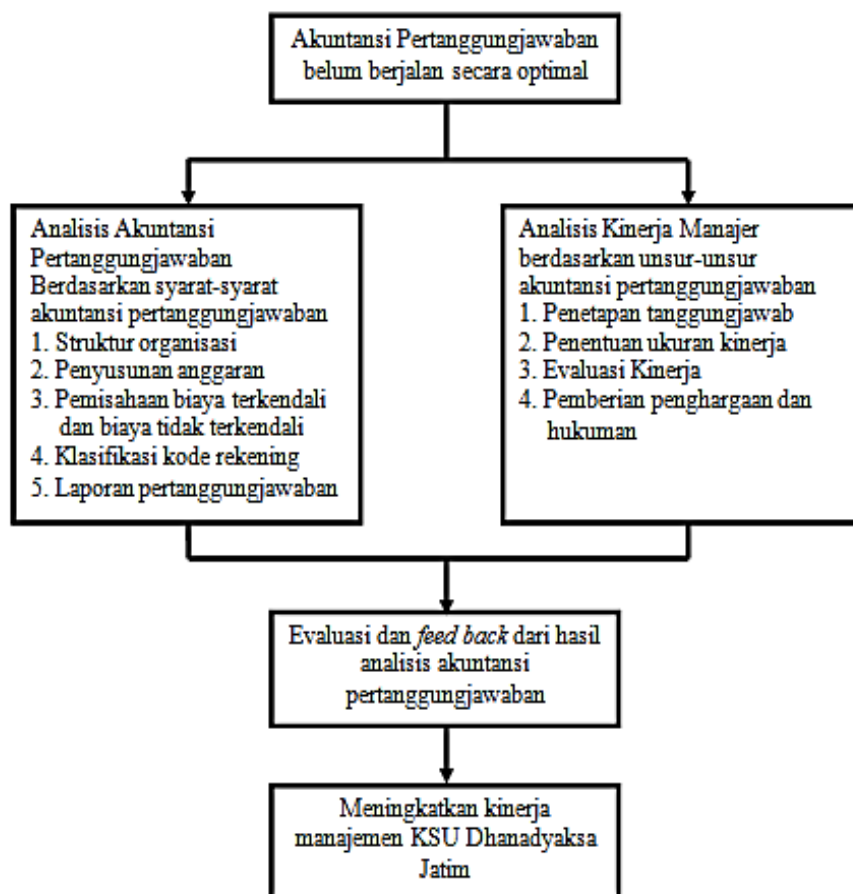 Akuntansi Pertanggungjawaban
belum berjalan secara optimal
Analisis Akuntansi
Pertanggungjawaban
Berdasarkan syarat-syarat
akuntansi pertanggungjawaban
1. Struktur organisasi
2. Penyusunan anggaran
3. Pemisahaan biaya terkendali
dan biaya tidak terkendali
4. Klasifikasi kode rekening
5. Laporan pertanggungjawaban
Analisis Kinerja Manajer
berdasarkan unsur-unsur
akuntansi pertanggungjawaban
1. Penetapan tanggungjawab
2. Penentuan ukuran kinerja
3. Evaluasi Kinerja
4. Pemberian penghargaan dan
hukuman
Evaluasi dan feed back dari hasil
analisis akuntansi
pertanggungjawaban
Meningkatkan kinerja
manajemen KSU Dhanadyaksa
Jatim